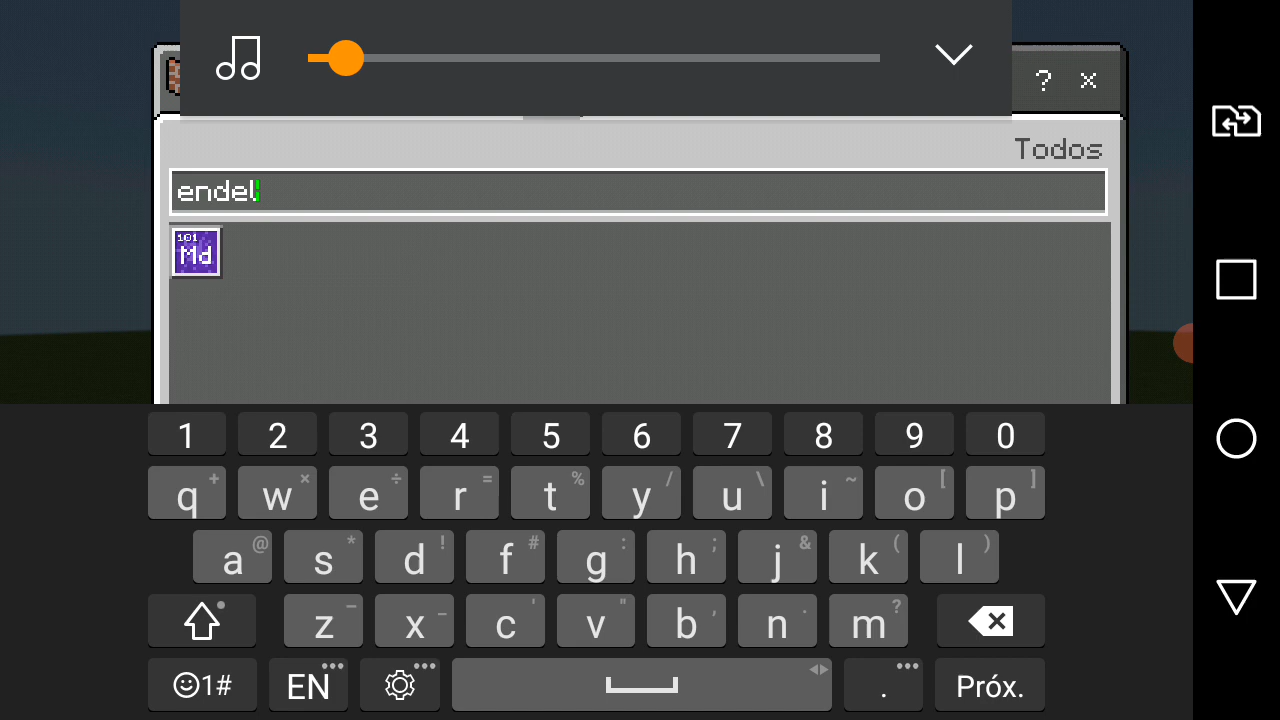 ? x
Todos
endel
101
Md
1 2 3 4 5 6 7 8 9 0
q + w × e ÷ r = t % y / u \ i ~ o [ p ]
a @ s * d ! f # g : h ; j & k ( l )
z – x _ c ' v " b , n . m ?
1# EN ... ... . ... Próx.